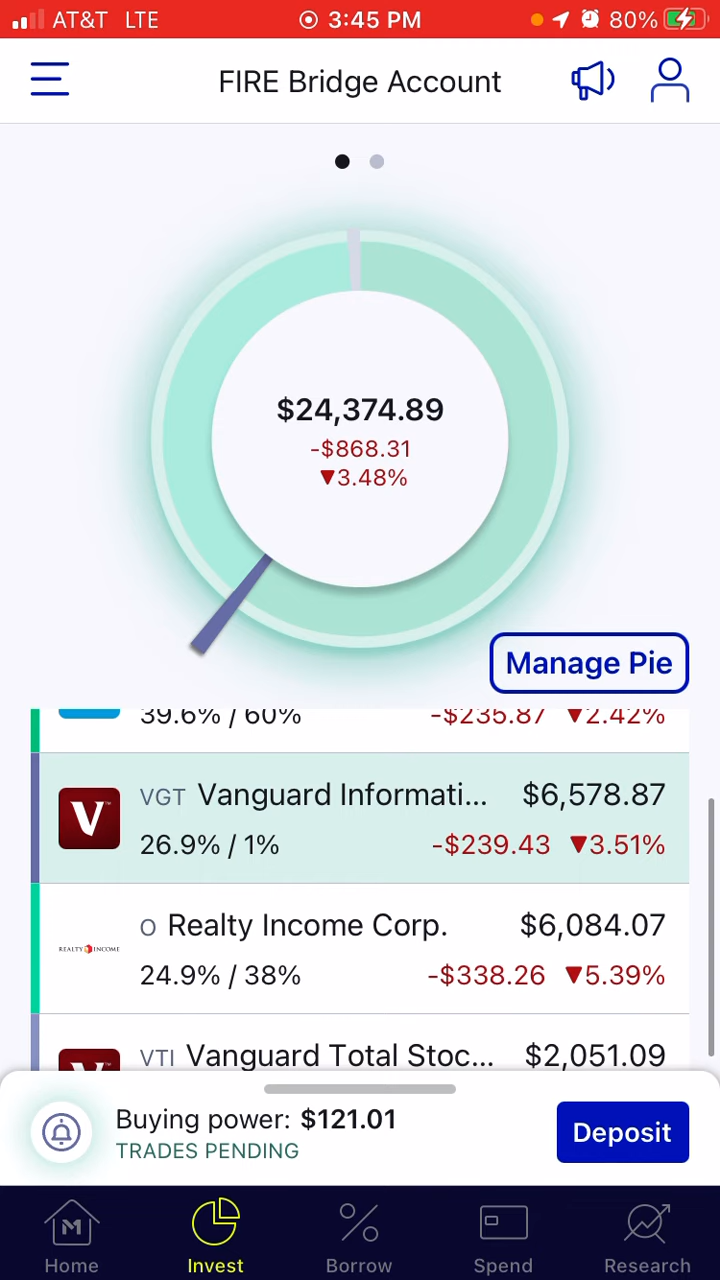 AT&T LTE 3:45 PM 80%
FIRE Bridge Account
$24,374.89
-$868.31
▼3.48%
Manage Pie
39.6% / 60% -$235.87 ▼2.42%
VGT Vanguard Informati... $6,578.87
26.9% / 1% -$239.43 ▼3.51%
O Realty Income Corp. $6,084.07
REALTY INCOME
24.9% / 38% -$338.26 ▼5.39%
VTI Vanguard Total Stoc... $2,051.09
Buying power: $121.01
TRADES PENDING
Deposit
Home Invest Borrow Spend Research